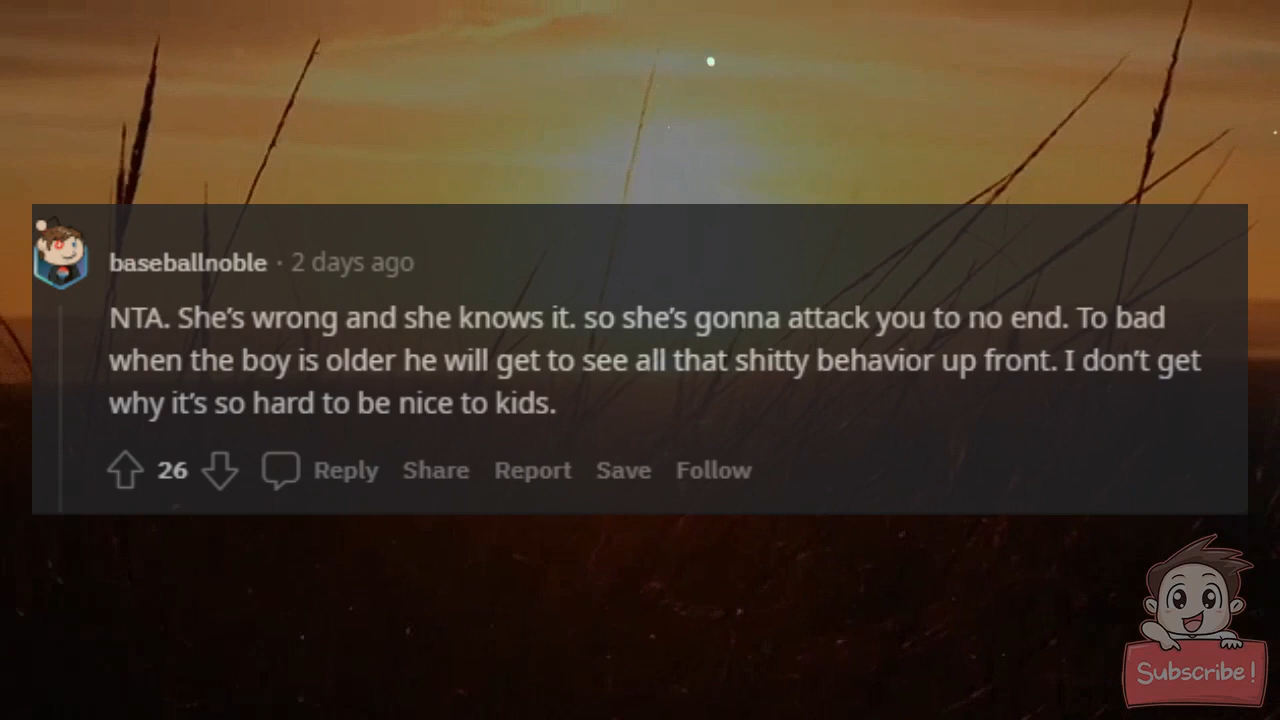 baseballnoble · 2 days ago
NTA. She’s wrong and she knows it. so she’s gonna attack you to no end. To bad
when the boy is older he will get to see all that shitty behavior up front. I don’t get
why it’s so hard to be nice to kids.
26 Reply Share Report Save Follow
Subscribe!